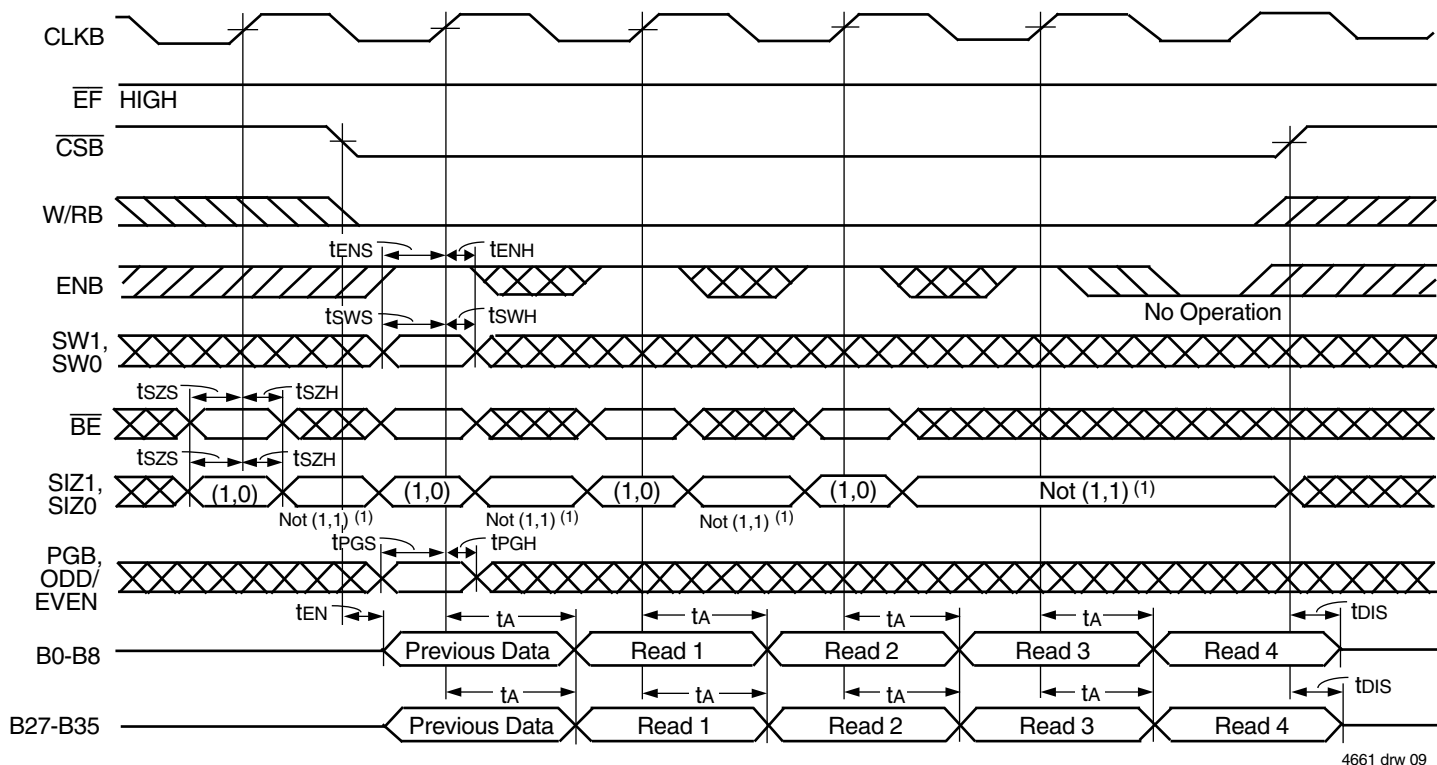 CLKB
EF HIGH
CSB
W/RB
tENS tENH
ENB
No Operation
tSWS tSWH
SW1,
SW0
tSZS tSZH
BE
tSZS tSZH
SIZ1,
SIZ0
(1,0) (1,0) (1,0) (1,0) Not (1,1) (1)
Not (1,1) (1) Not (1,1) (1) Not (1,1) (1)
tPGS tPGH
PGB,
ODD/
EVEN
tEN tA tA tA tA tDIS
B0-B8 Previous Data Read 1 Read 2 Read 3 Read 4
tA tA tA tA tDIS
B27-B35 Previous Data Read 1 Read 2 Read 3 Read 4
4661 drw 09